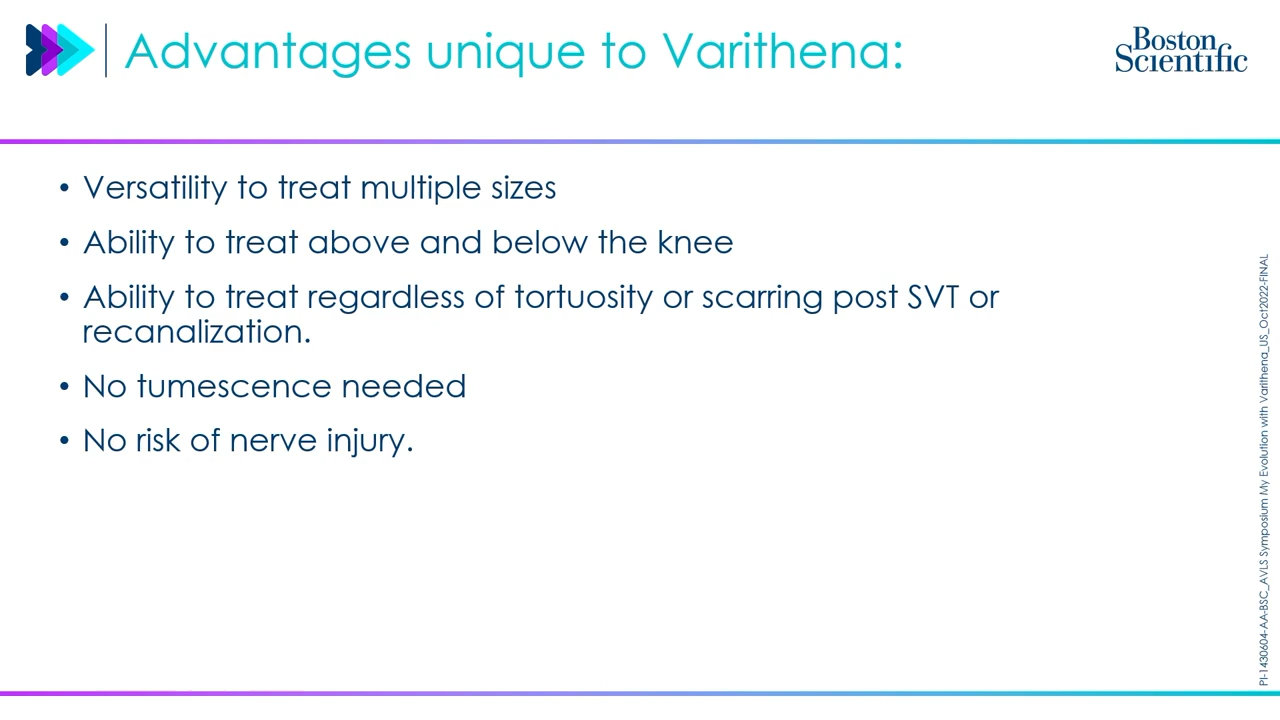 Advantages unique to Varithena:
Boston
Scientific
• Versatility to treat multiple sizes
• Ability to treat above and below the knee
• Ability to treat regardless of tortuosity or scarring post SVT or
recanalization.
• No tumescence needed
• No risk of nerve injury.
PI-1430604-AA-BSC_AVLS Symposium My Evolution with Varithena_US_Oct2022-FINAL